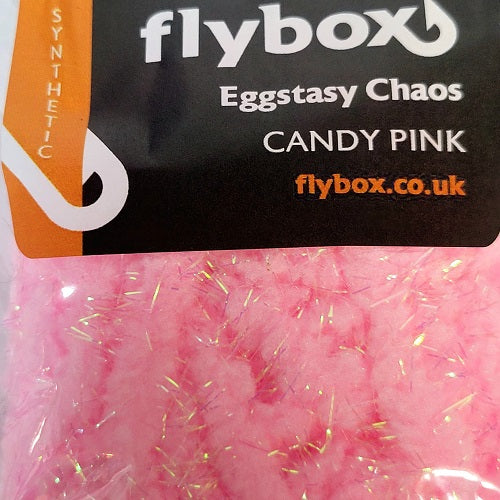 SYNTHETIC
flybox
Eggstasy Chaos
CANDY PINK
flybox.co.uk